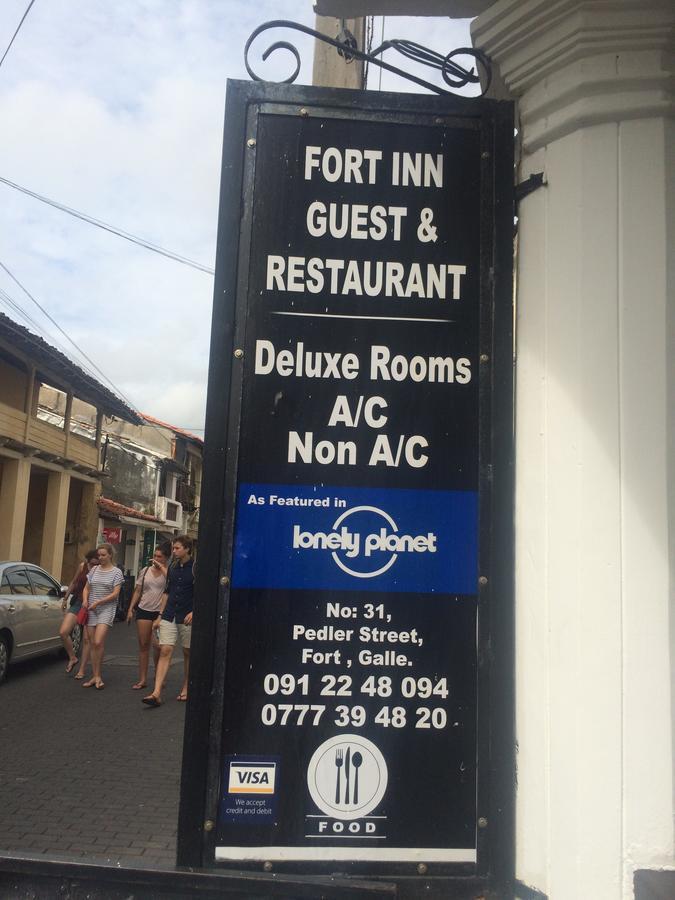 FORT INN
GUEST &
RESTAURANT
Deluxe Rooms
A/C
Non A/C
As Featured in
lonely planet
No: 31,
Pedler Street,
Fort , Galle.
091 22 48 094
0777 39 48 20
VISA
We accept
credit and debit
FOOD